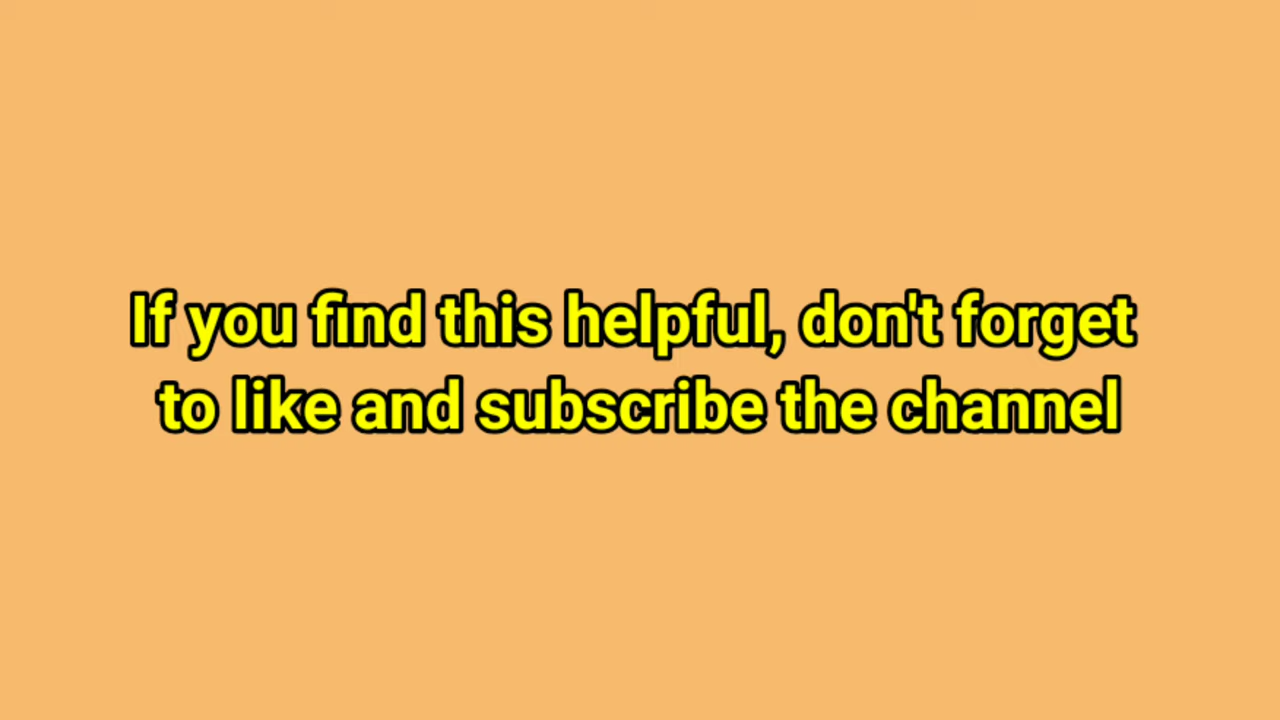 If you find this helpful, don't forget
to like and subscribe the channel